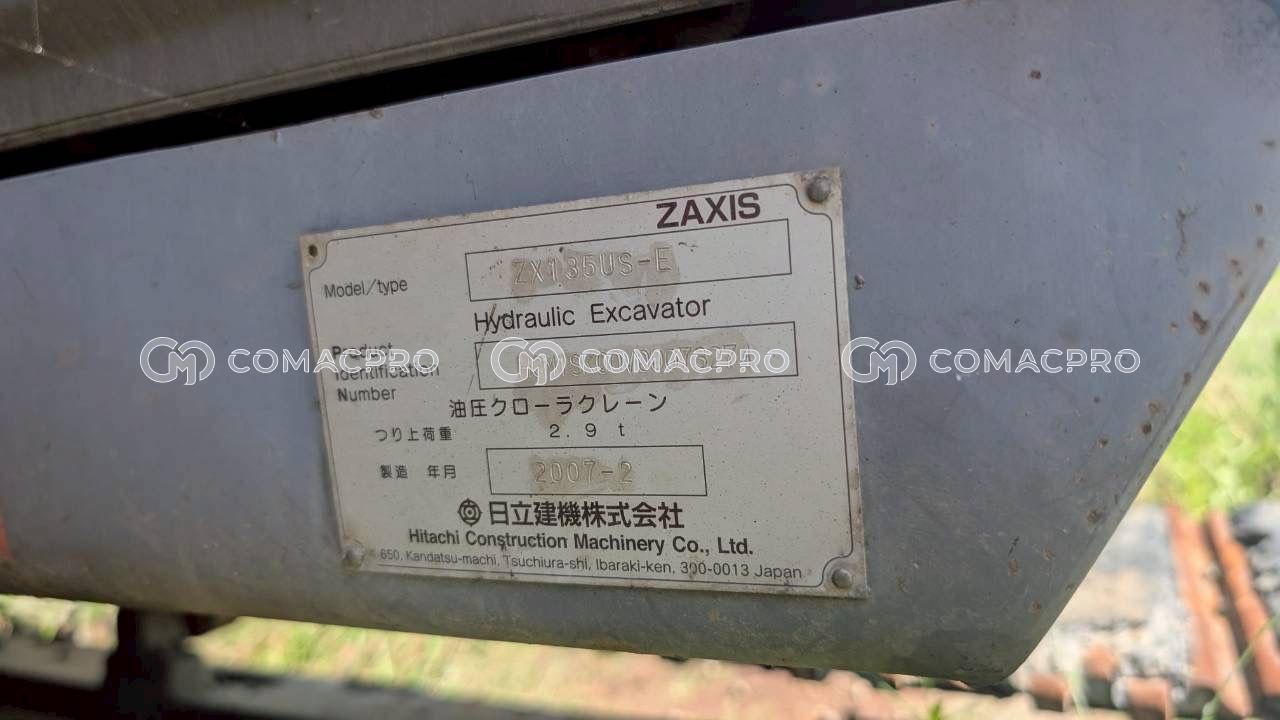 ZAXIS
Model/type ZX135US-E
Hydraulic Excavator
Product
Identification
Number
COMACPRO COMACPRO COMACPRO
油圧クローラクレーン
つり上荷重 2.9 t
製造 年月 2007-2
日立建機株式会社
Hitachi Construction Machinery Co., Ltd.
650, Kandatsu-machi, Tsuchiura-shi, Ibaraki-ken, 300-0013 Japan